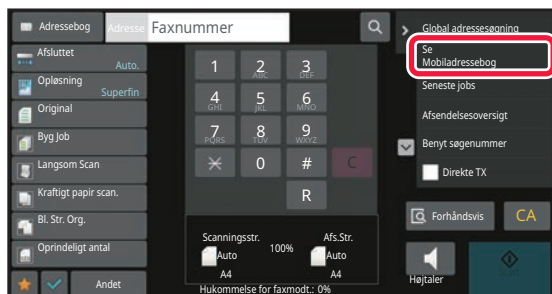 Adressebog
Adresse
Faxnummer
Global adressesøgning
Se
Mobiladressebog
Seneste jobs
Afsendelsesoversigt
Benyt søgenummer
Direkte TX
Afsluttet
Auto.
Opløsning
Superfin
Original
Byg Job
Langsom Scan
Kraftigt papir scan.
Bl. Str. Org.
Oprindeligt antal
Andet
1
2
ABC
3
DEF
4
GHI
5
JKL
6
MNO
7
PQRS
8
TUV
9
WXYZ
0
#
C
R
Scanningsstr.
Auto
A4
100%
Afs.Str.
Auto
A4
Hukommelse for faxmodt.: 0%
Forhåndsvis
CA
Højtaler